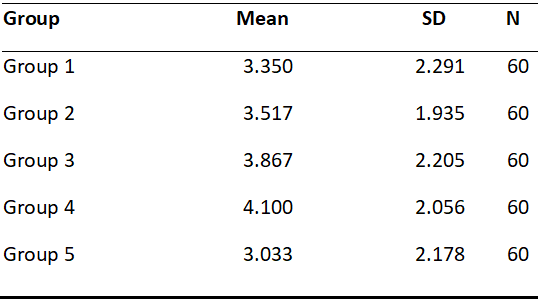 Group Mean SD N
Group 1 3.350 2.291 60
Group 2 3.517 1.935 60
Group 3 3.867 2.205 60
Group 4 4.100 2.056 60
Group 5 3.033 2.178 60